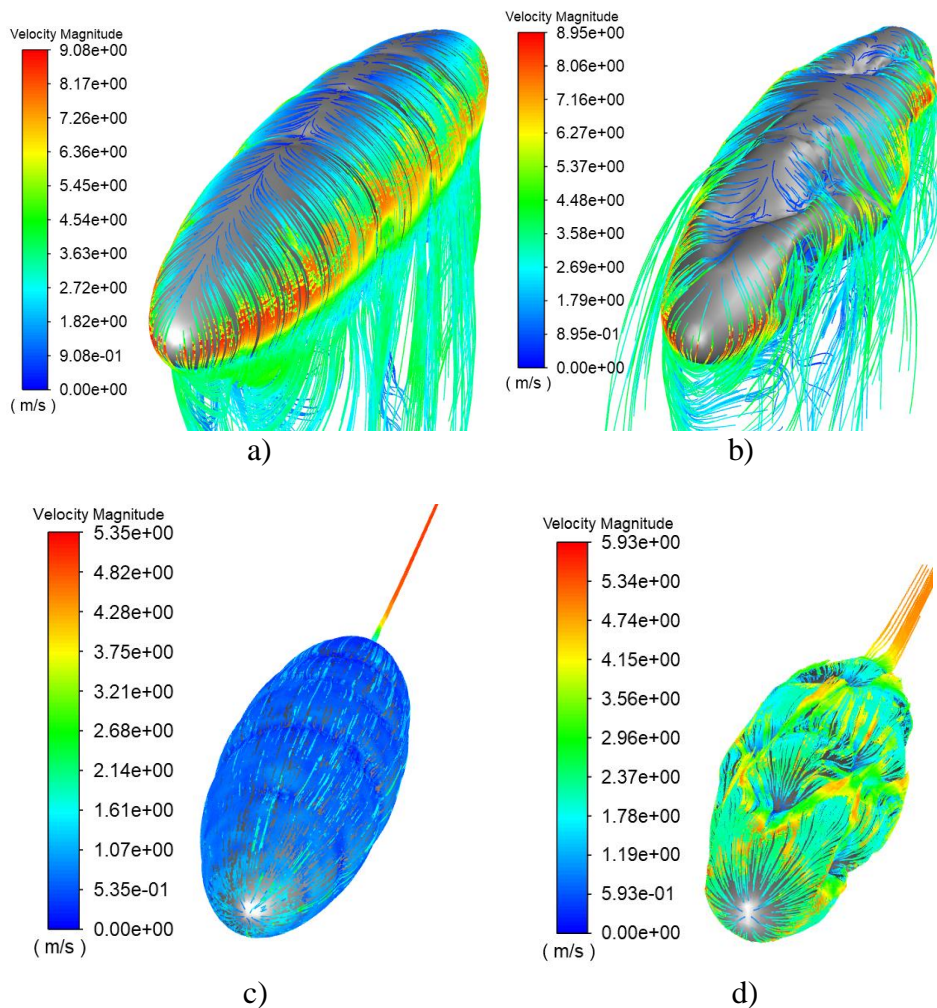 Velocity Magnitude
9.08e+00
8.17e+00
7.26e+00
6.36e+00
5.45e+00
4.54e+00
3.63e+00
2.72e+00
1.82e+00
9.08e-01
0.00e+00
( m/s )
a)
Velocity Magnitude
8.95e+00
8.06e+00
7.16e+00
6.27e+00
5.37e+00
4.48e+00
3.58e+00
2.69e+00
1.79e+00
8.95e-01
0.00e+00
( m/s )
b)
Velocity Magnitude
5.35e+00
4.82e+00
4.28e+00
3.75e+00
3.21e+00
2.68e+00
2.14e+00
1.61e+00
1.07e+00
5.35e-01
0.00e+00
( m/s )
c)
Velocity Magnitude
5.93e+00
5.34e+00
4.74e+00
4.15e+00
3.56e+00
2.96e+00
2.37e+00
1.78e+00
1.19e+00
5.93e-01
0.00e+00
( m/s )
d)